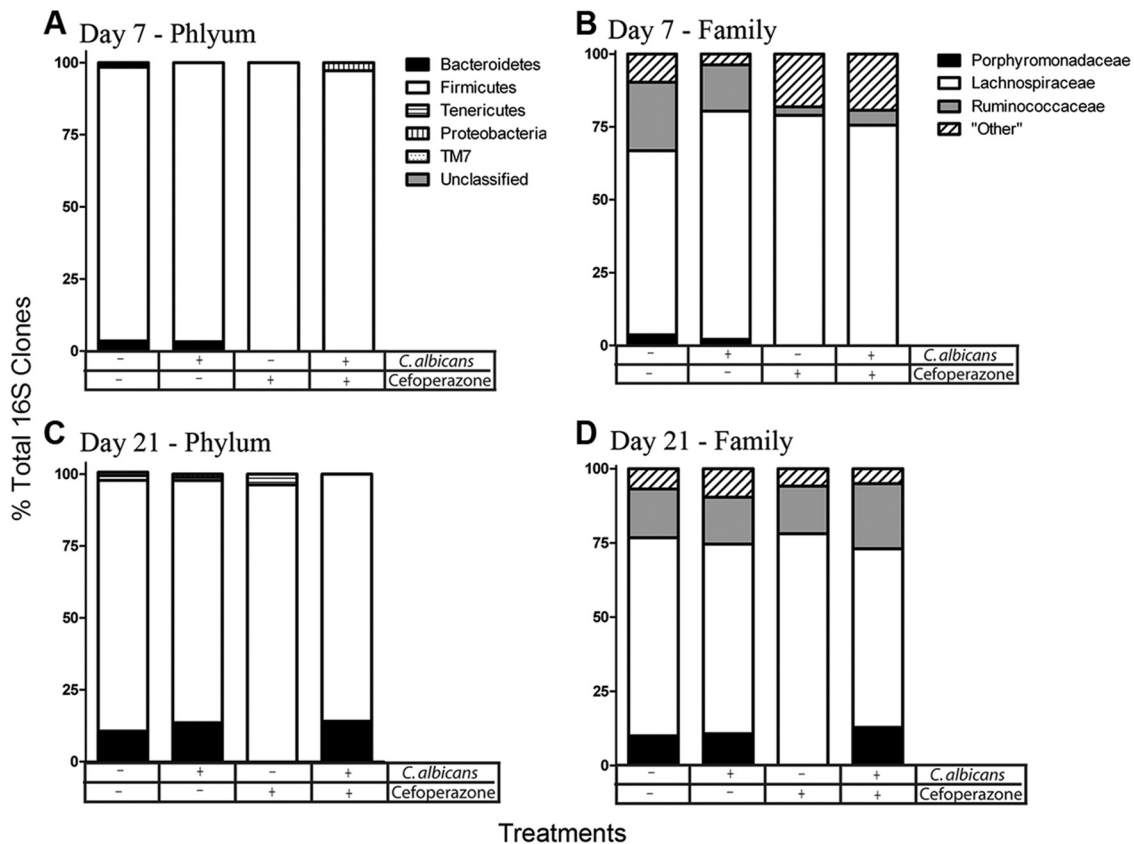 A Day 7 - Phlyum
100
75
50
25
0
Bacteroidetes
Firmicutes
Tenericutes
Proteobacteria
TM7
Unclassified
− + − + C. albicans
− − + + Cefoperazone
B Day 7 - Family
100
75
50
25
0
Porphyromonadaceae
Lachnospiraceae
Ruminococcaceae
"Other"
− + − + C. albicans
− − + + Cefoperazone
% Total 16S Clones
C Day 21 - Phylum
100
75
50
25
0
− + − + C. albicans
− − + + Cefoperazone
D Day 21 - Family
100
75
50
25
0
− + − + C. albicans
− − + + Cefoperazone
Treatments